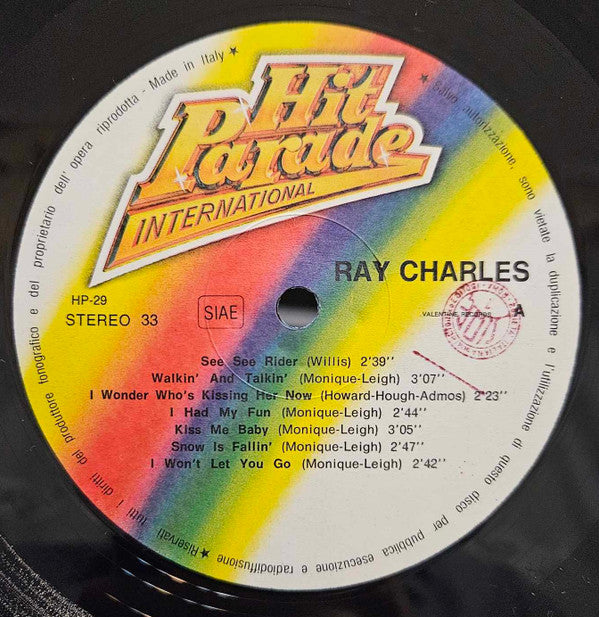 Hit
Parade
INTERNATIONAL
RAY CHARLES
HP-29
STEREO 33
SIAE
VALENTINE RECORDS
A
See See Rider (Willis) 2'39''
Walkin' And Talkin' (Monique-Leigh) 3'07''
I Wonder Who's Kissing Her Now (Howard-Hough-Admos) 2'23''
I Had My Fun (Monique-Leigh) 2'44''
Kiss Me Baby (Monique-Leigh) 3'05''
Snow Is Fallin' (Monique-Leigh) 2'47''
I Won't Let You Go (Monique-Leigh) 2'42''
★ Riservati tutti i diritti del produttore fonografico e del proprietario dell'opera riprodotta - Made in Italy ★
★ Salvo autorizzazione, sono vietate la duplicazione e l'utilizzazione di questo disco per pubblica esecuzione e radiodiffusione